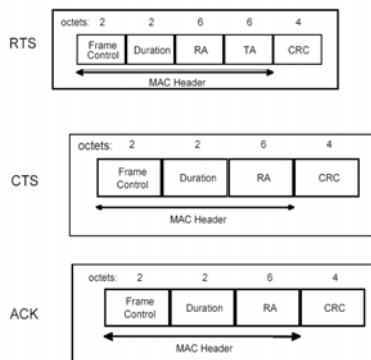 RTS
octets: 2 2 6 6 4
Frame Control Duration RA TA CRC
MAC Header
CTS
octets: 2 2 6 4
Frame Control Duration RA CRC
MAC Header
ACK
octets: 2 2 6 4
Frame Control Duration RA CRC
MAC Header